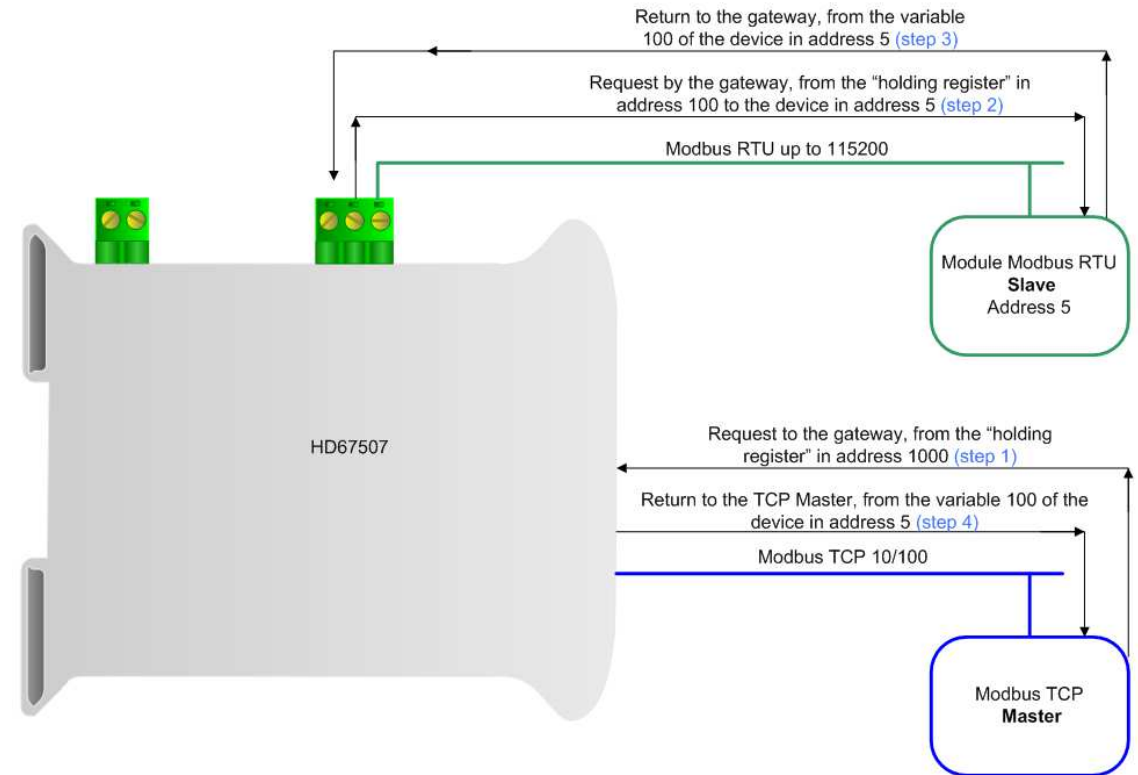 Return to the gateway, from the variable
100 of the device in address 5 (step 3)
Request by the gateway, from the “holding register” in
address 100 to the device in address 5 (step 2)
Modbus RTU up to 115200
Module Modbus RTU
Slave
Address 5
HD67507
Request to the gateway, from the “holding
register” in address 1000 (step 1)
Return to the TCP Master, from the variable 100 of the
device in address 5 (step 4)
Modbus TCP 10/100
Modbus TCP
Master